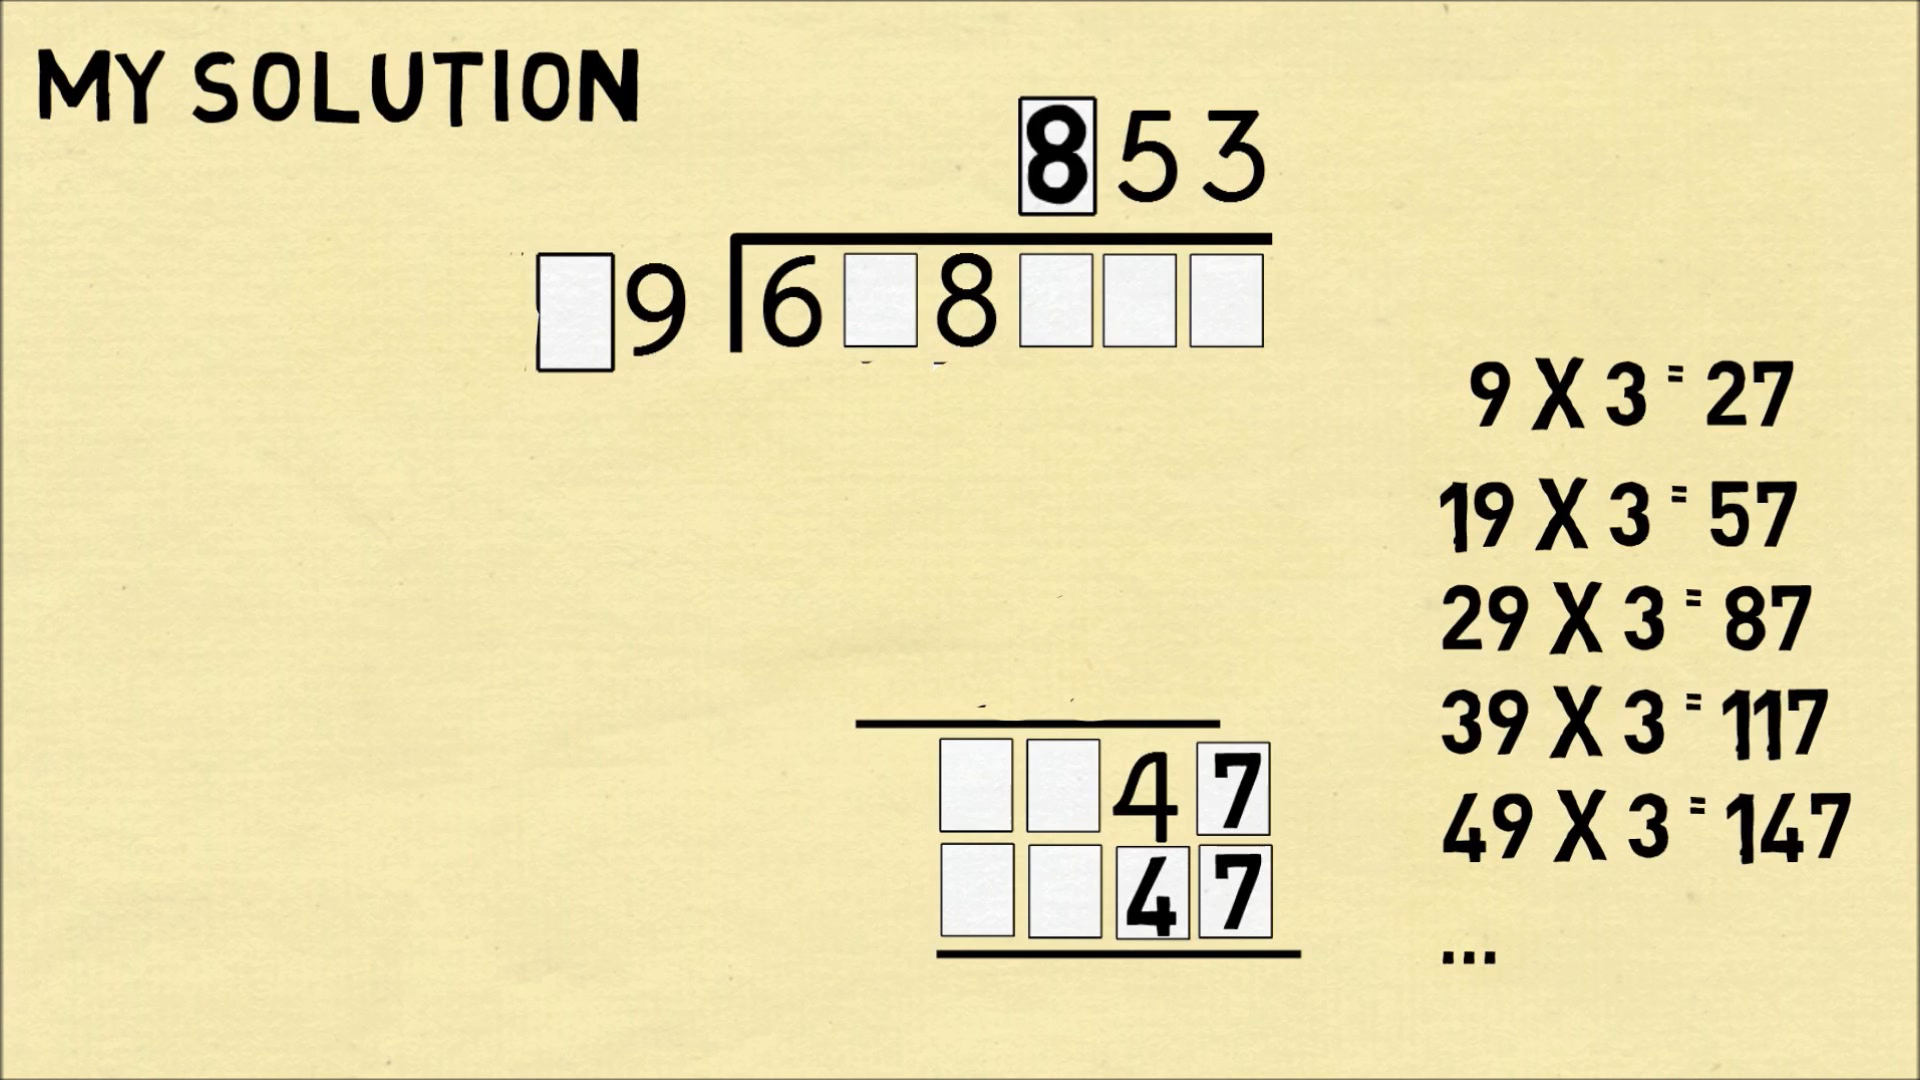 MY SOLUTION
853
9 6 8
9 X 3 = 27
19 X 3 = 57
29 X 3 = 87
39 X 3 = 117
49 X 3 = 147
...
47
47